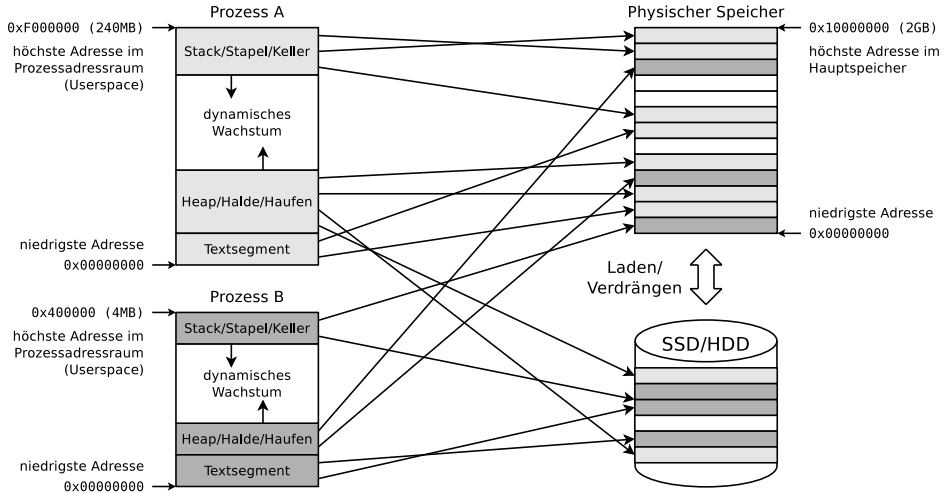 Prozess A
0xF000000 (240MB)
höchste Adresse im
Prozessadressraum
(Userspace)
Stack/Stapel/Keller
dynamisches
Wachstum
Heap/Halde/Haufen
Textsegment
niedrigste Adresse
0x00000000
Prozess B
0x400000 (4MB)
höchste Adresse im
Prozessadressraum
(Userspace)
Stack/Stapel/Keller
dynamisches
Wachstum
Heap/Halde/Haufen
Textsegment
niedrigste Adresse
0x00000000
Physischer Speicher
0x10000000 (2GB)
höchste Adresse im
Hauptspeicher
niedrigste Adresse
0x00000000
Laden/
Verdrängen
SSD/HDD